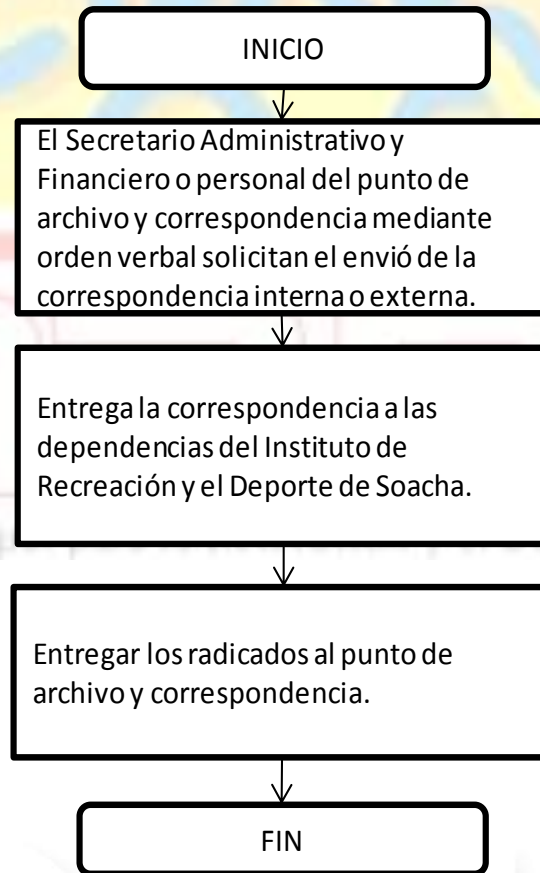 INICIO
El Secretario Administrativo y
Financiero o personal del punto de
archivo y correspondencia mediante
orden verbal solicitan el envió de la
correspondencia interna o externa.
Entrega la correspondencia a las
dependencias del Instituto de
Recreación y el Deporte de Soacha.
Entregar los radicados al punto de
archivo y correspondencia.
FIN